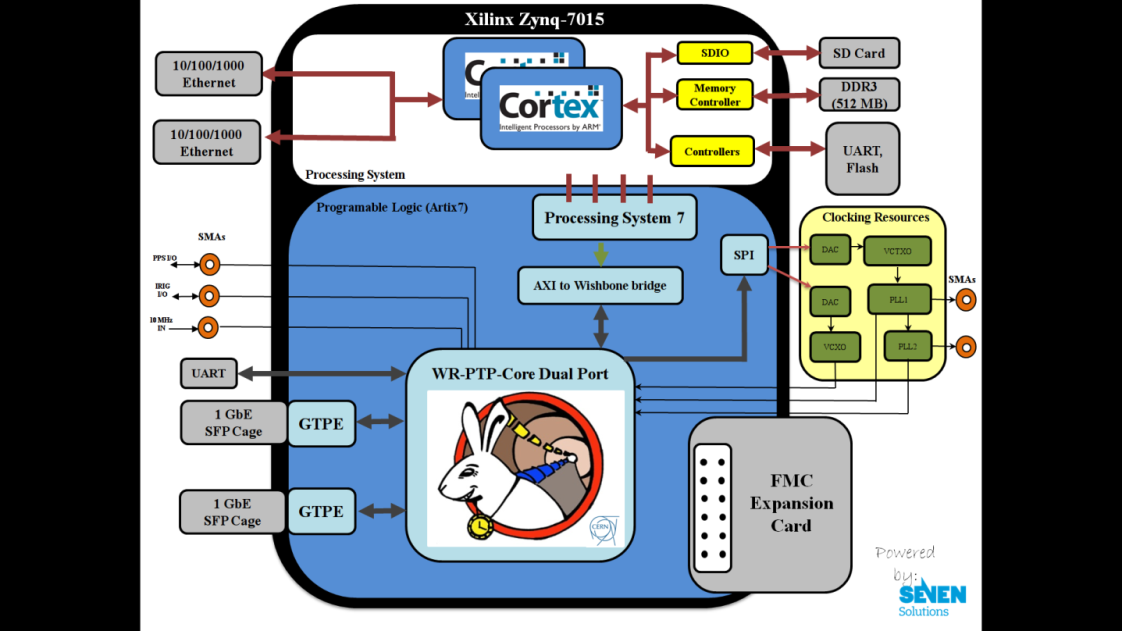 Xilinx Zynq-7015
10/100/1000
Ethernet
10/100/1000
Ethernet
C
Intel
Cortex
Intelligent Processors by ARM®
SDIO
Memory
Controller
Controllers
SD Card
DDR3
(512 MB)
UART,
Flash
Processing System
Programable Logic (Artix7)
Processing System 7
AXI to Wishbone bridge
SPI
Clocking Resources
DAC
VCTXO
DAC
PLL1
VCXO
PLL2
SMAs
SMAs
PPS I/O
IRIG
I/O
10 MHz
IN
UART
1 GbE
SFP Cage
GTPE
1 GbE
SFP Cage
GTPE
WR-PTP-Core Dual Port
CERN
FMC
Expansion
Card
Powered
by:
SEVEN
Solutions